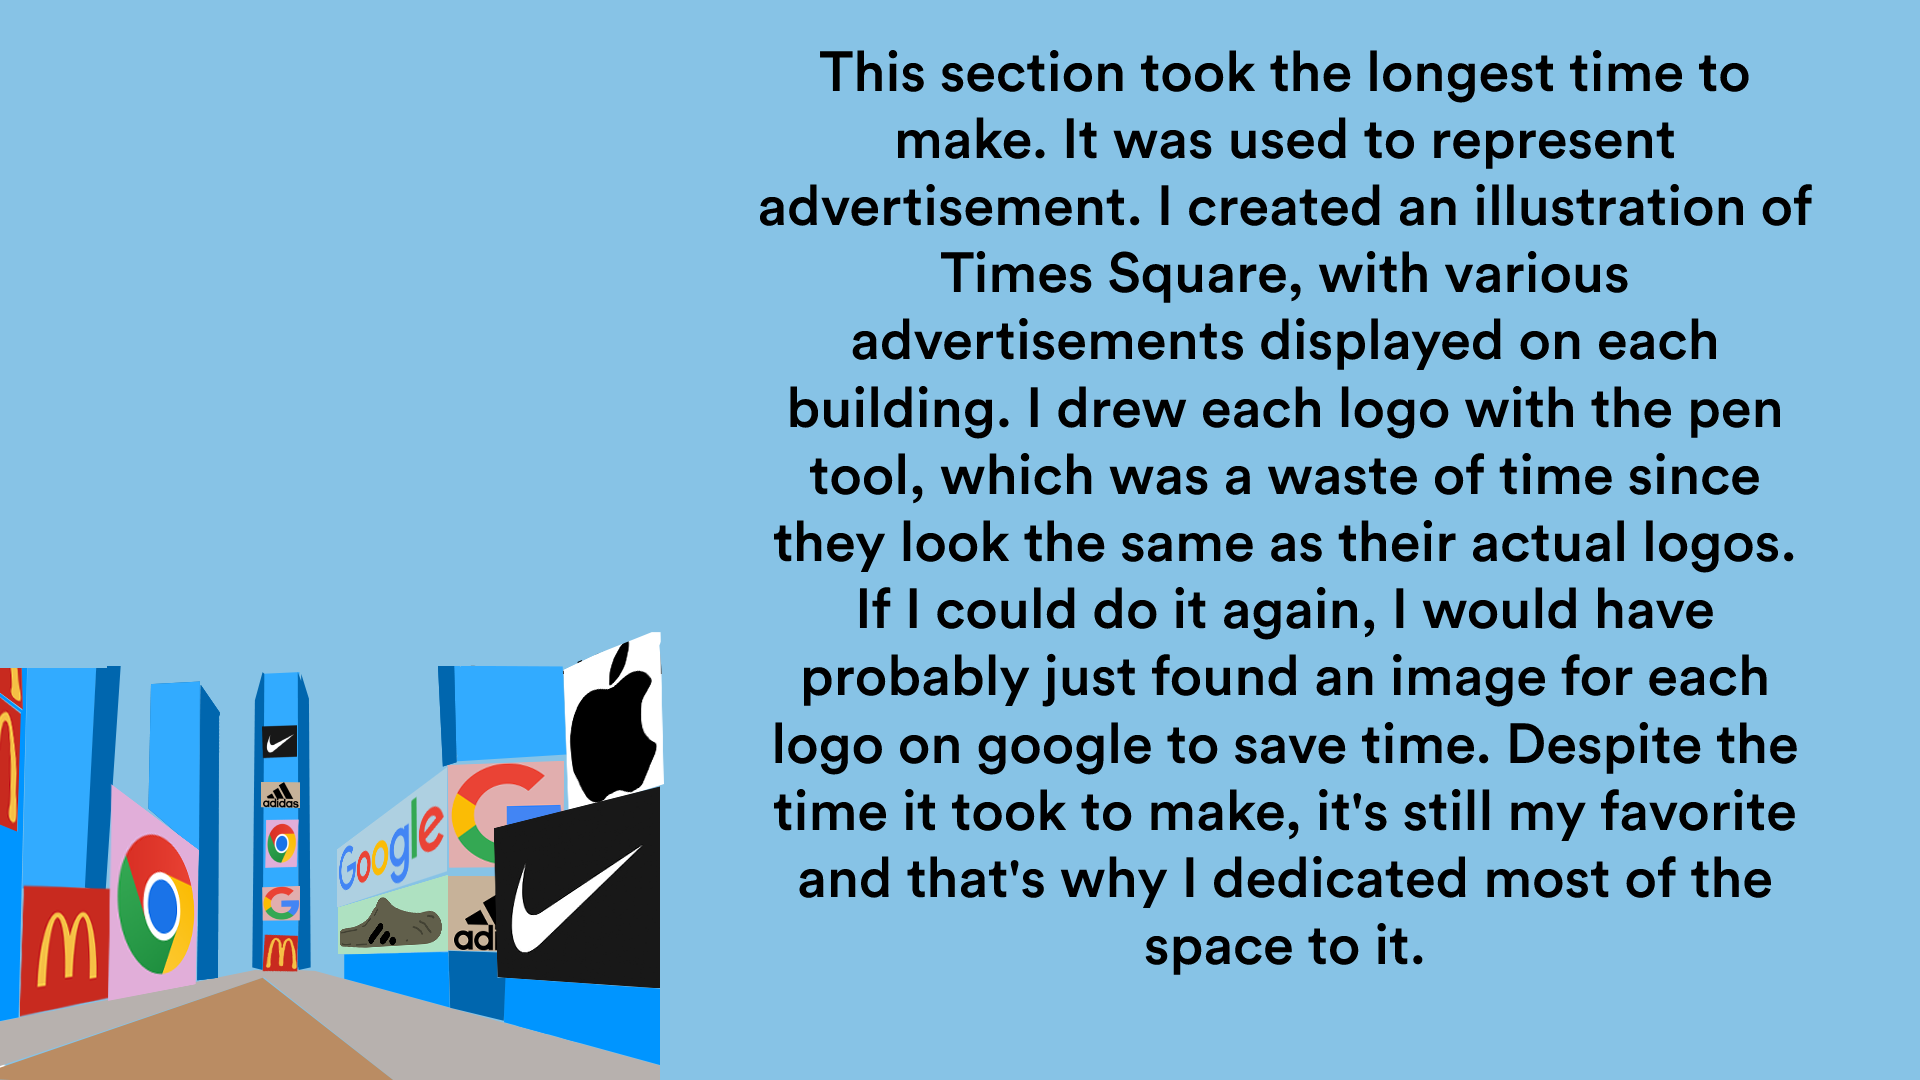 This section took the longest time to
make. It was used to represent
advertisement. I created an illustration of
Times Square, with various
advertisements displayed on each
building. I drew each logo with the pen
tool, which was a waste of time since
they look the same as their actual logos.
If I could do it again, I would have
probably just found an image for each
logo on google to save time. Despite the
time it took to make, it's still my favorite
and that's why I dedicated most of the
space to it.
adidas
Google
G
G
adi